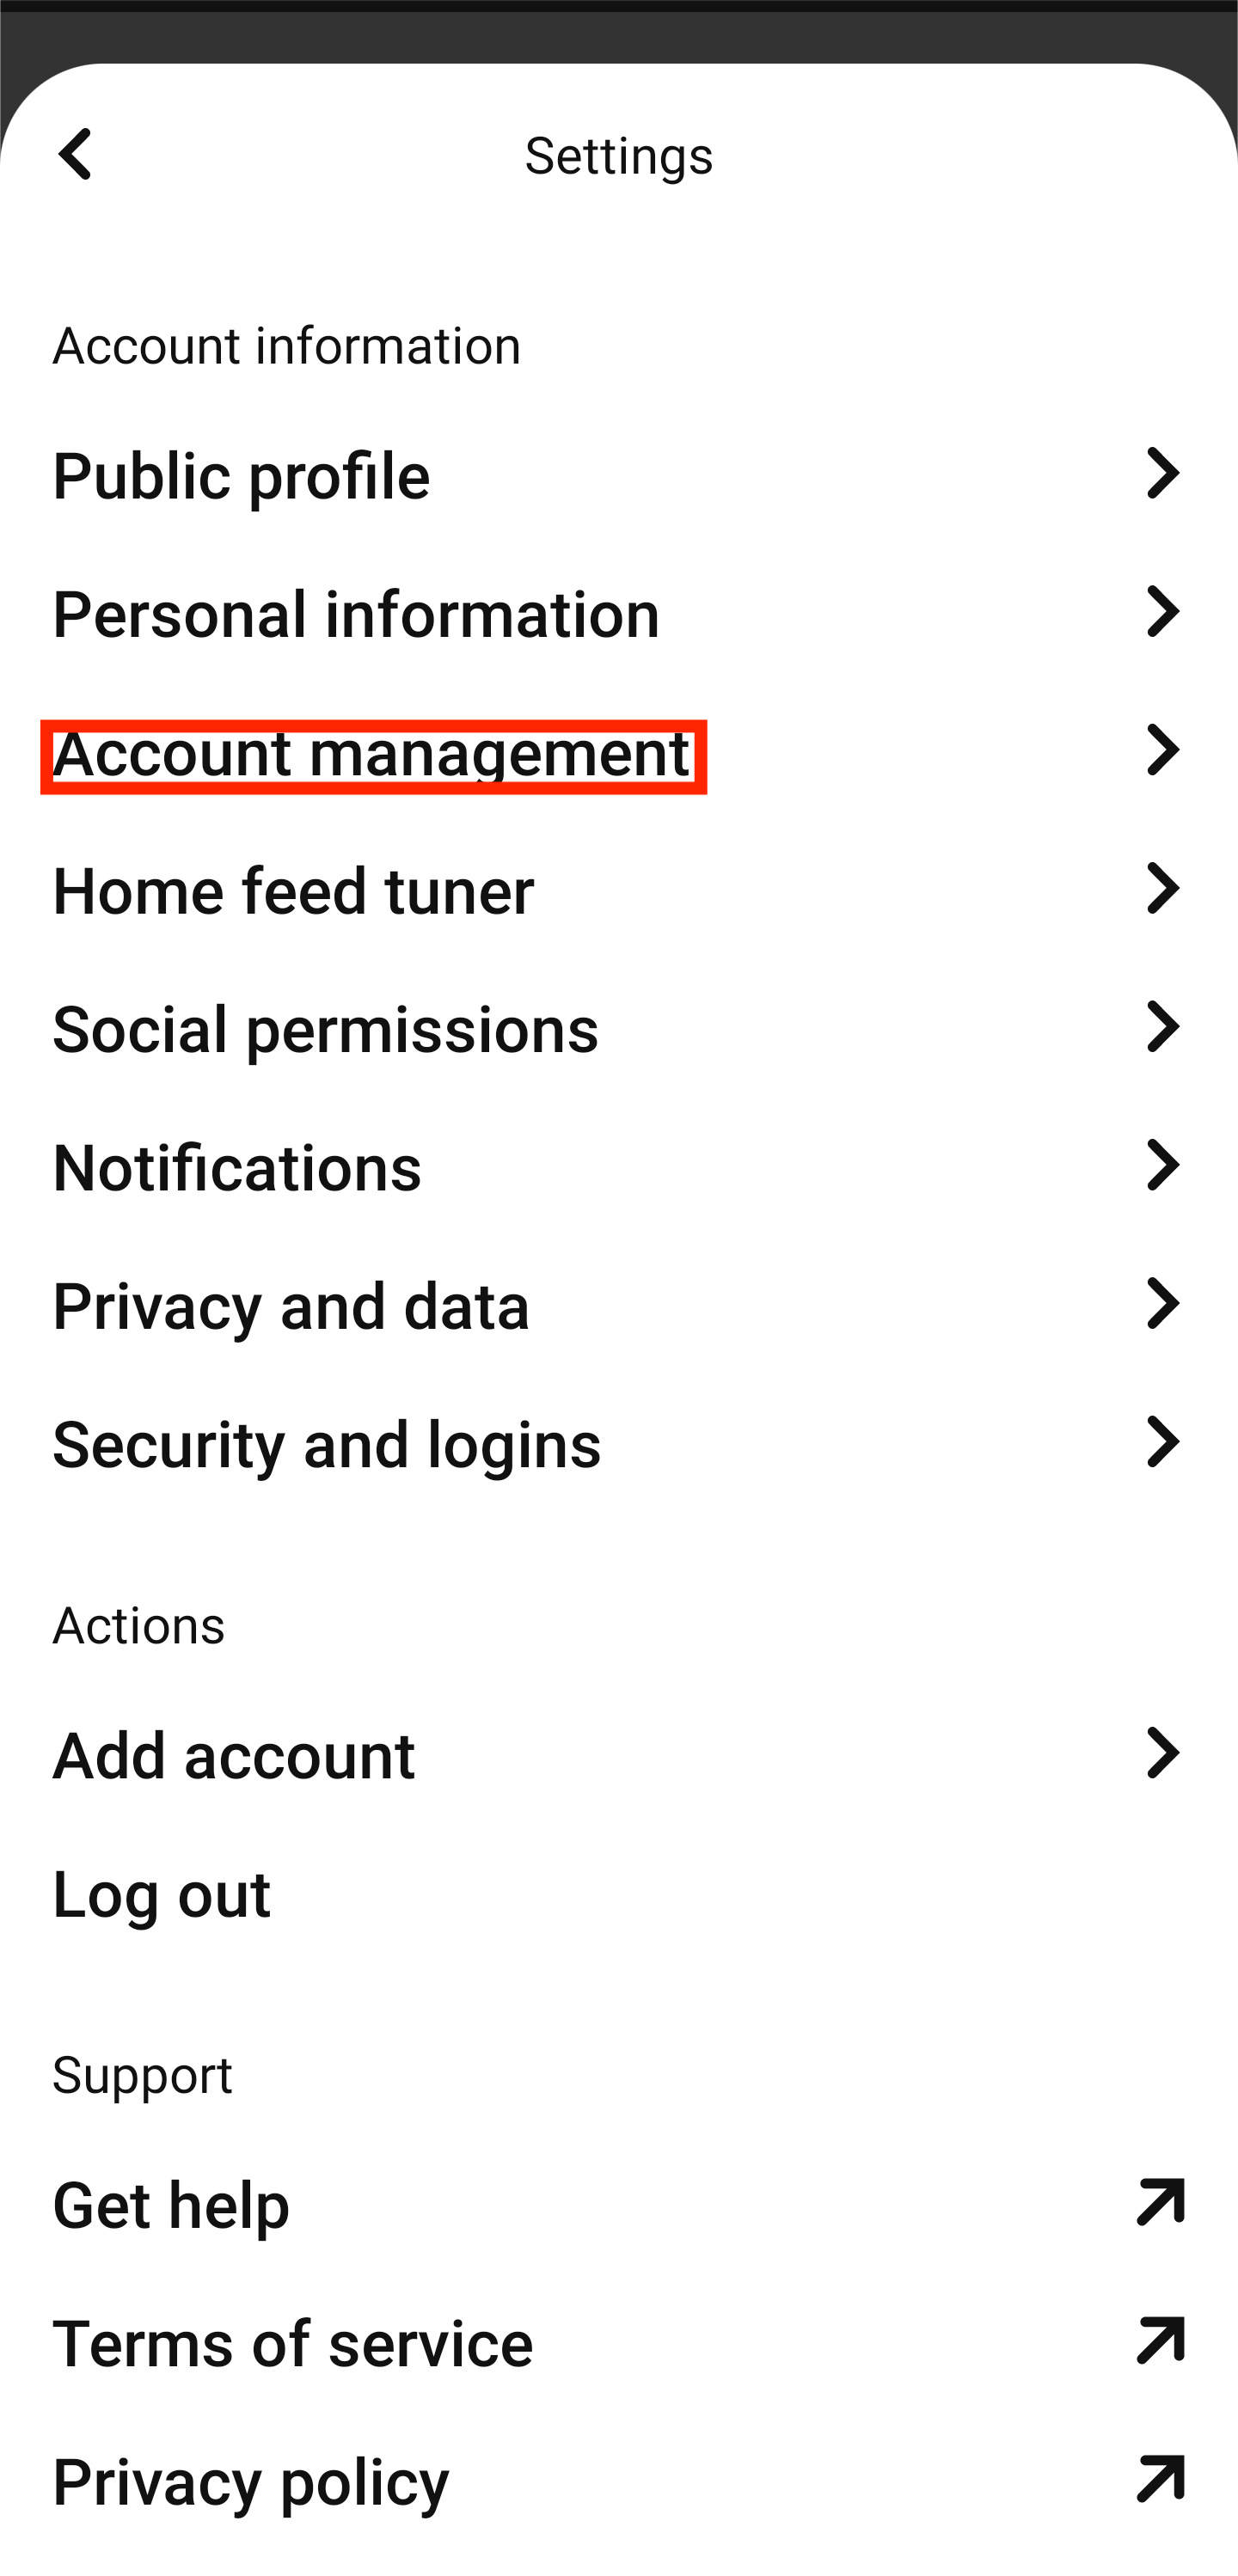 Settings
Account information
Public profile
Personal information
Account management
Home feed tuner
Social permissions
Notifications
Privacy and data
Security and logins
Actions
Add account
Log out
Support
Get help
Terms of service
Privacy policy